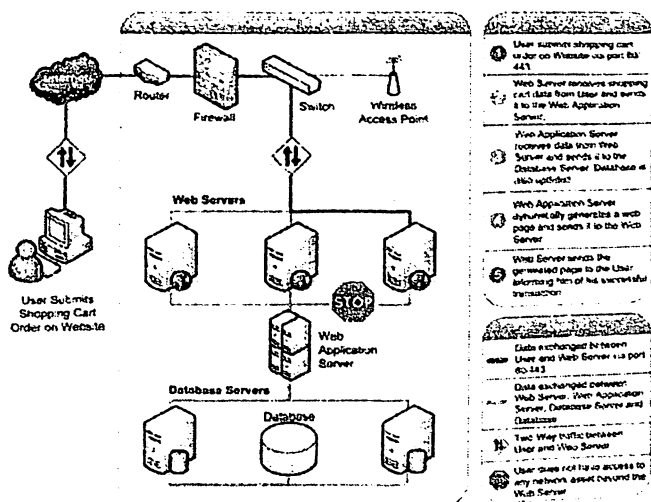 Router
Firewall
Switch
Wireless
Access Point
Web Servers
User Submits
Shopping Cart
Order on Website
STOP
Web
Application
Server
Database Servers
Database
User submits shopping cart
order on Website via port 80/
443
Web Server receives shopping
cart data from User and sends
it to the Web Application
Server.
Web Application Server
receives data from Web
Server and sends it to the
Database Server. Database is
also updated
Web Application Server
dynamically generates a web
page and sends it to the Web
Server
5
Web Server sends the
generated page to the User
informing him of his successful
transaction
Data exchanged between
User and Web Server via port
80/443
Data exchanged between
Web Server, Web Application
Server, Database Server and
Database
Two Way traffic between
User and Web Server
User does not have access to
any network asset beyond the
Web Server